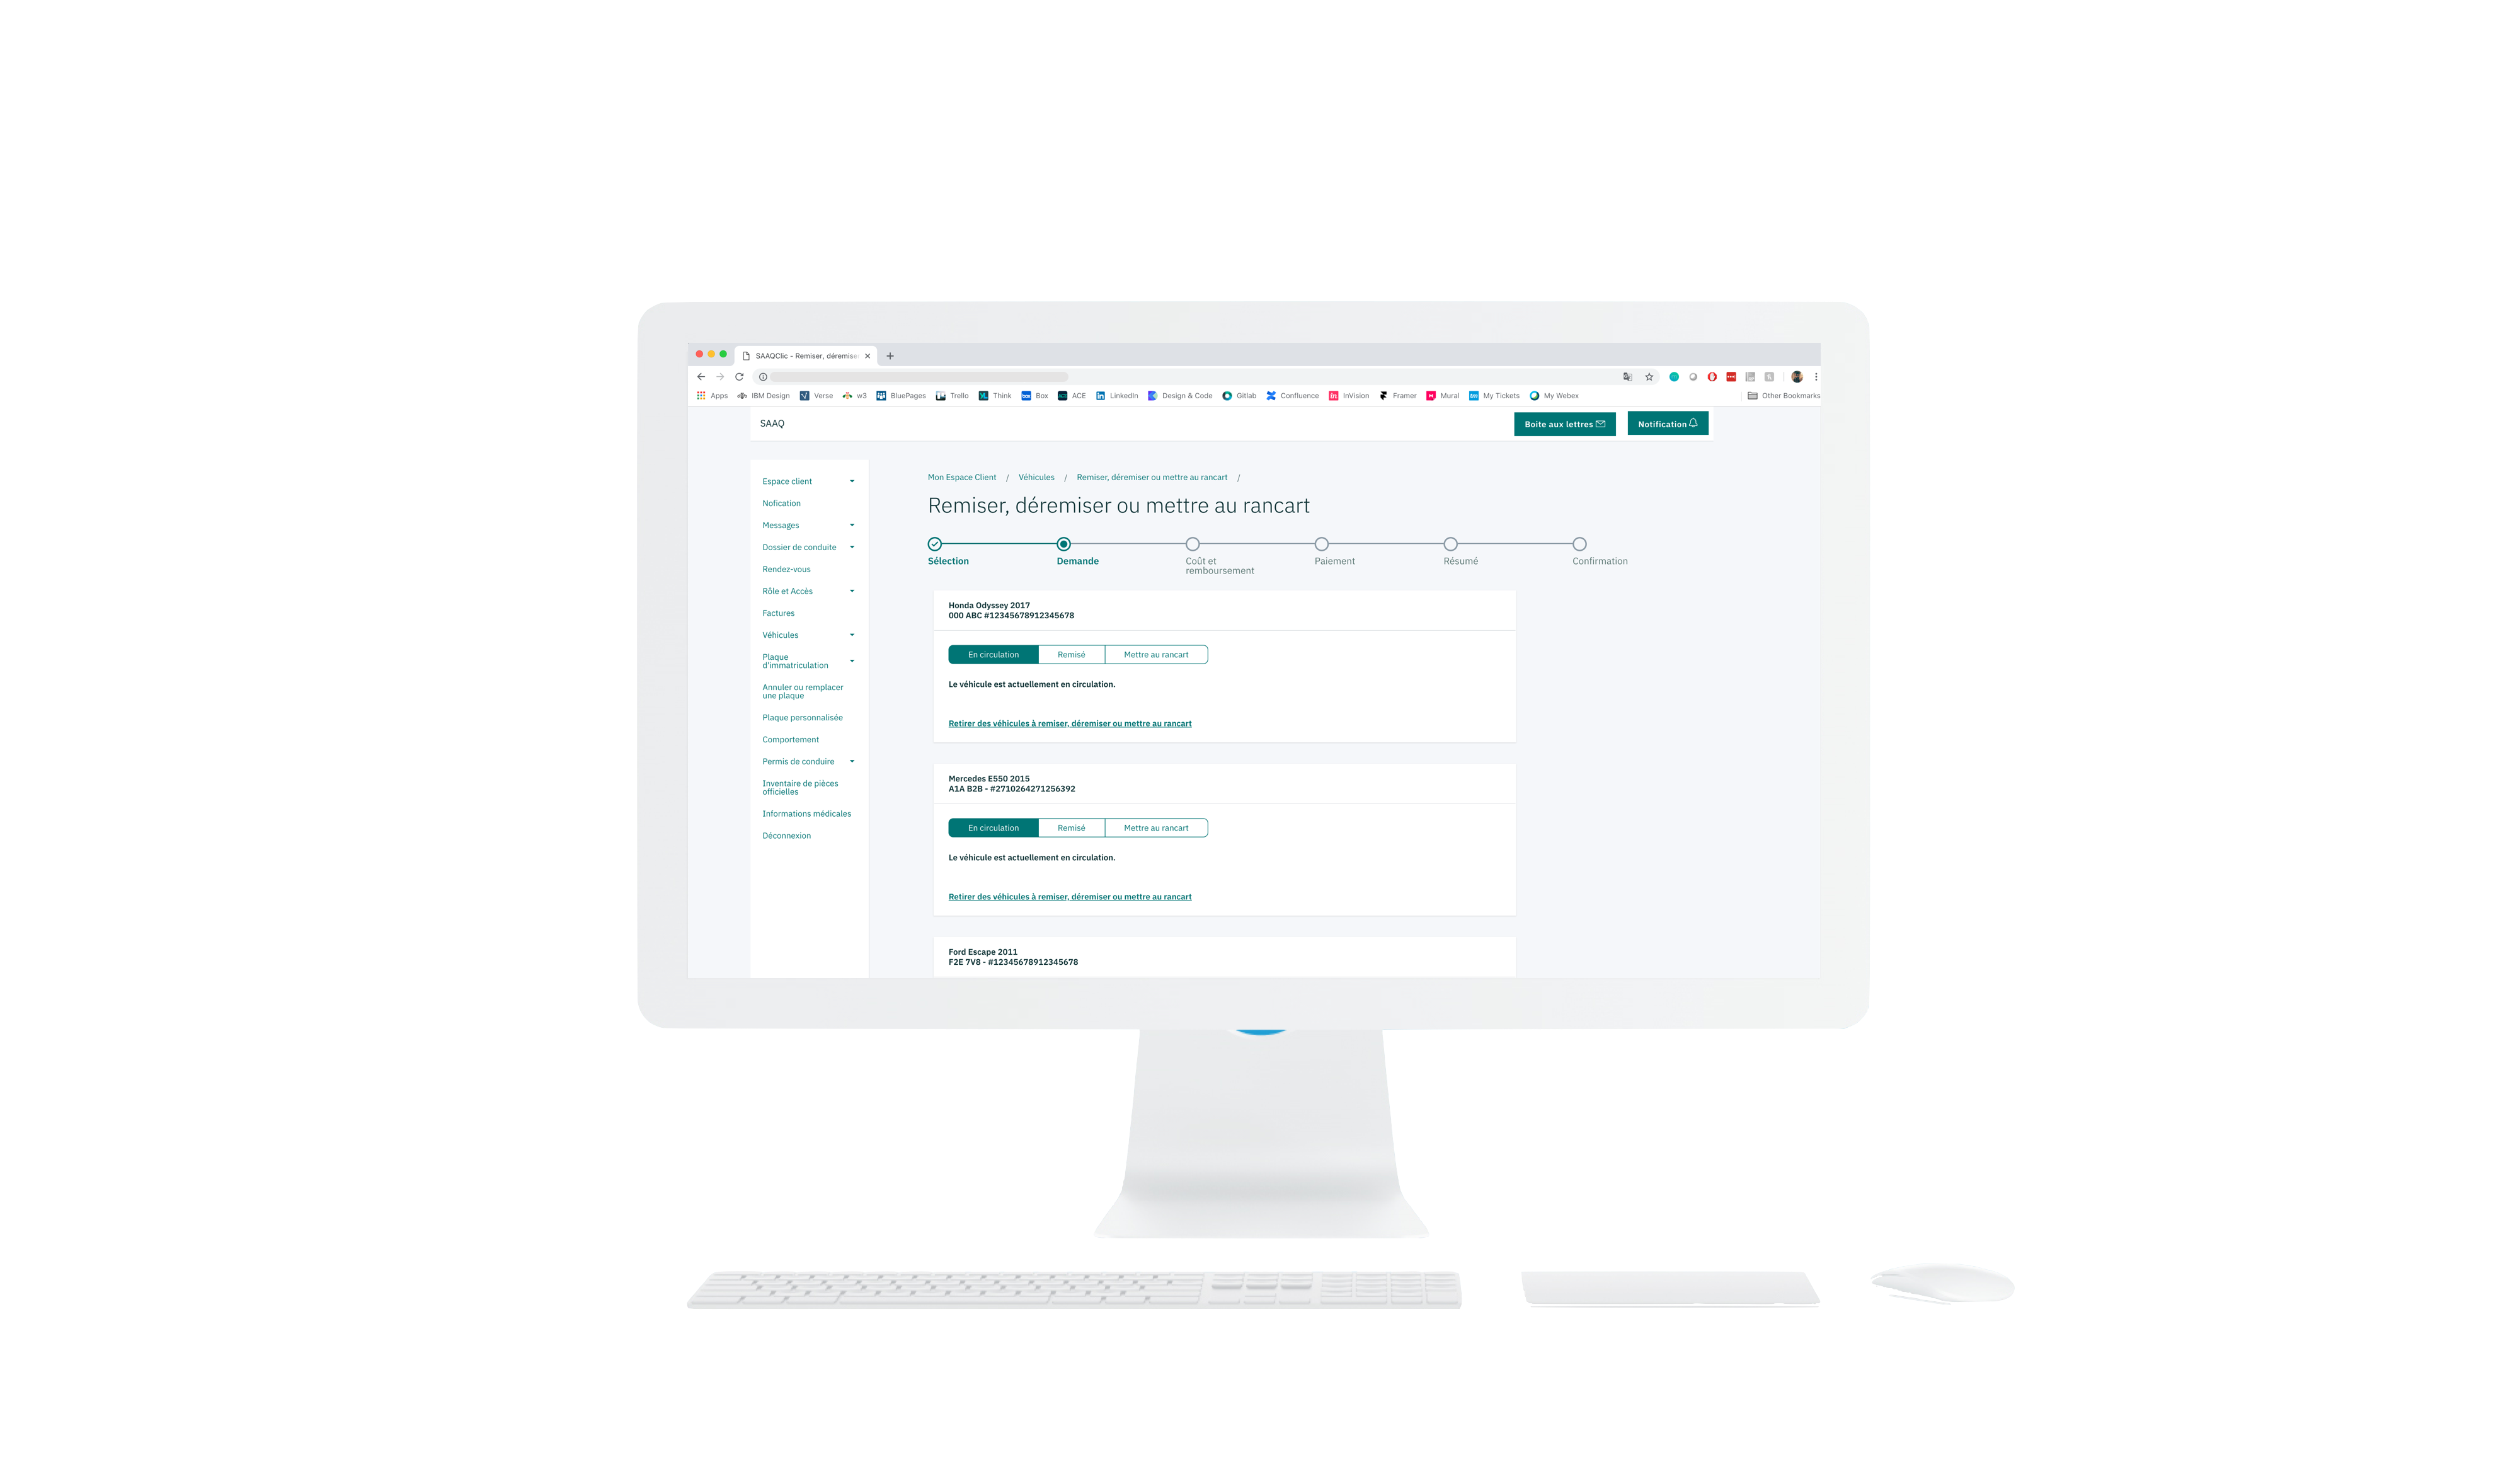 SAAQClic - Remiser, déremiser
Apps IBM Design Verse w3 BluePages Trello Think Box ACE LinkedIn Design & Code Gitlab Confluence InVision Framer Mural My Tickets My Webex Other Bookmarks
SAAQ
Boite aux lettres
Notification
Espace client
Nofication
Messages
Dossier de conduite
Rendez-vous
Rôle et Accès
Factures
Véhicules
Plaque
d'immatriculation
Annuler ou remplacer
une plaque
Plaque personnalisée
Comportement
Permis de conduire
Inventaire de pièces
officielles
Informations médicales
Déconnexion
Mon Espace Client / Véhicules / Remiser, déremiser ou mettre au rancart /
Remiser, déremiser ou mettre au rancart
Sélection
Demande
Coût et
remboursement
Paiement
Résumé
Confirmation
Honda Odyssey 2017
000 ABC #12345678912345678
En circulation Remisé Mettre au rancart
Le véhicule est actuellement en circulation.
Retirer des véhicules à remiser, déremiser ou mettre au rancart
Mercedes E550 2015
A1A B2B - #2710264271256392
En circulation Remisé Mettre au rancart
Le véhicule est actuellement en circulation.
Retirer des véhicules à remiser, déremiser ou mettre au rancart
Ford Escape 2011
F2E 7V8 - #12345678912345678